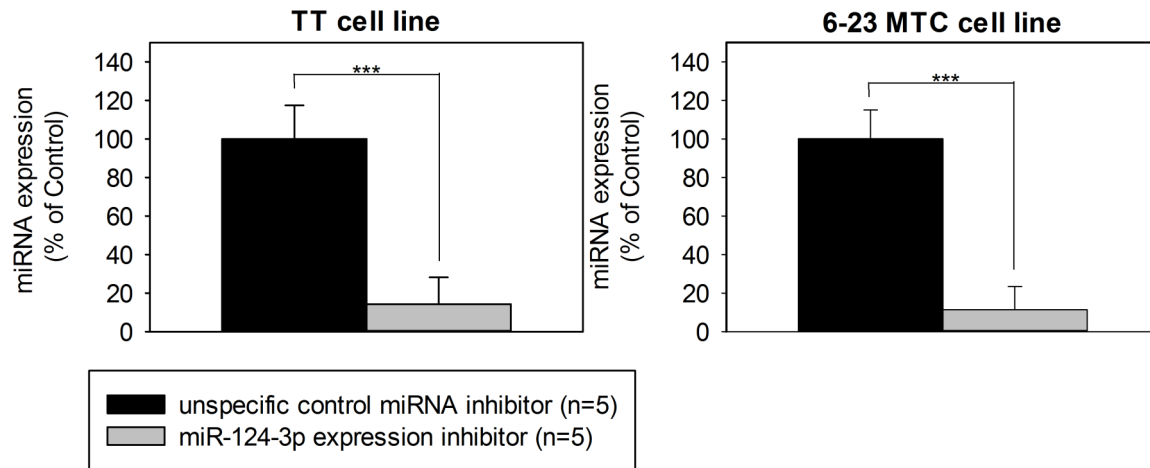 TT cell line
miRNA expression
(% of Control)
140
120
100
80
60
40
20
0
***
6-23 MTC cell line
miRNA expression
(% of Control)
140
120
100
80
60
40
20
0
***
unspecific control miRNA inhibitor (n=5)
miR-124-3p expression inhibitor (n=5)